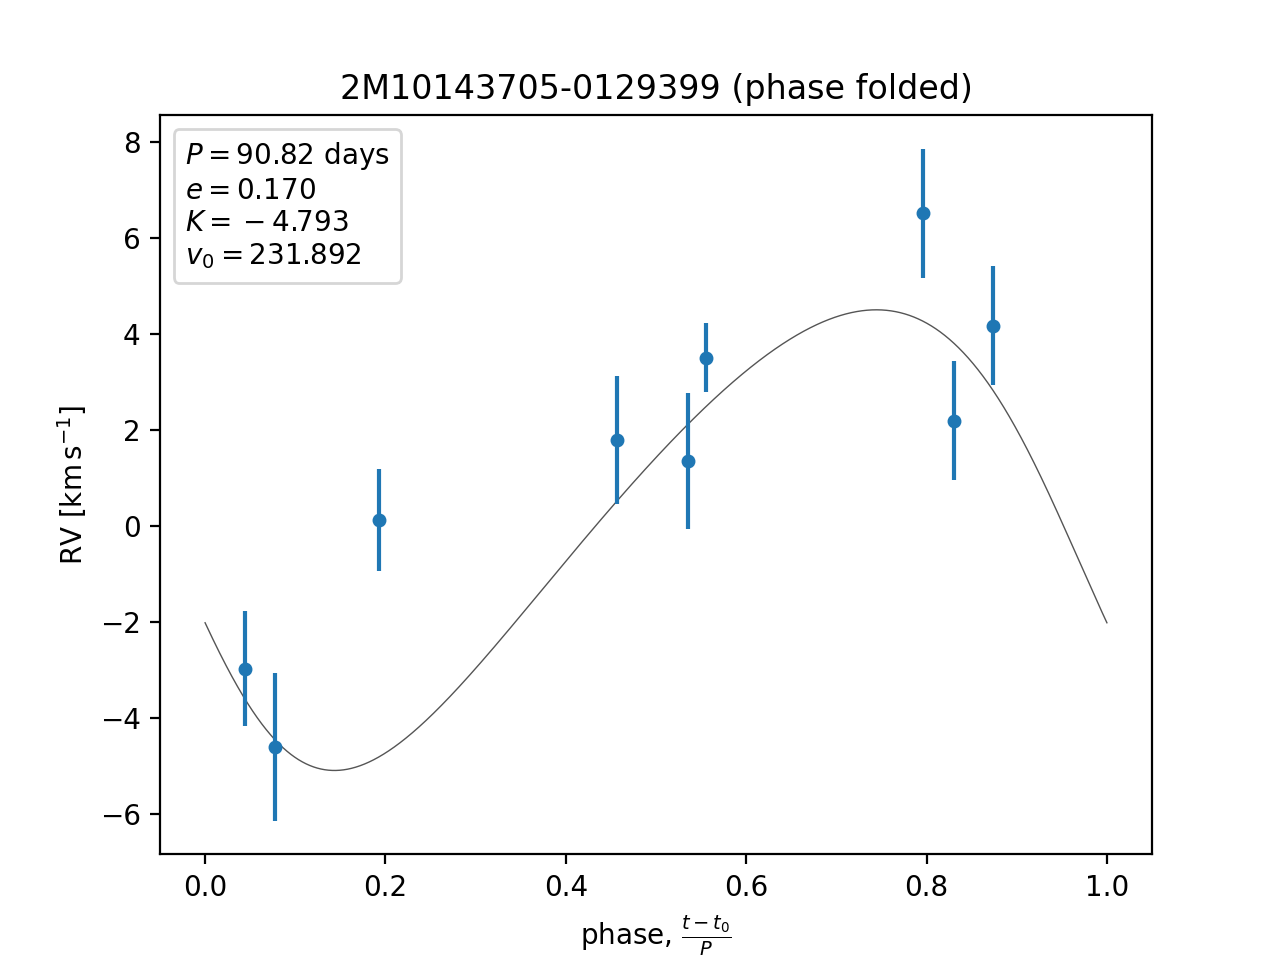 2M10143705-0129399 (phase folded)
P = 90.82 days
e = 0.170
K = −4.793
v₀ = 231.892
8
6
4
2
0
−2
−4
−6
RV [km s⁻¹]
0.0 0.2 0.4 0.6 0.8 1.0
phase, (t − t₀)/P